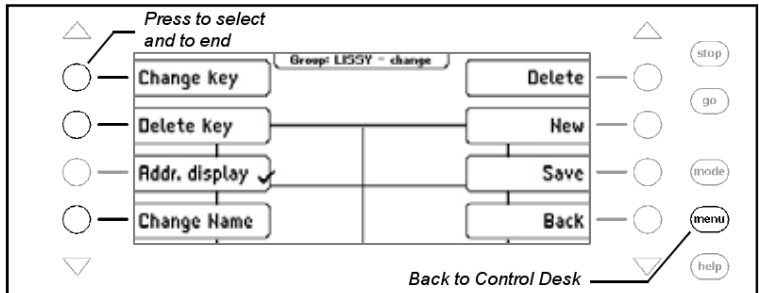 Press to select
and to end
Group: LISSY - change
Change key
Delete
stop
go
Delete key
New
Addr. display
Save
mode
Change Name
Back
menu
Back to Control Desk
help